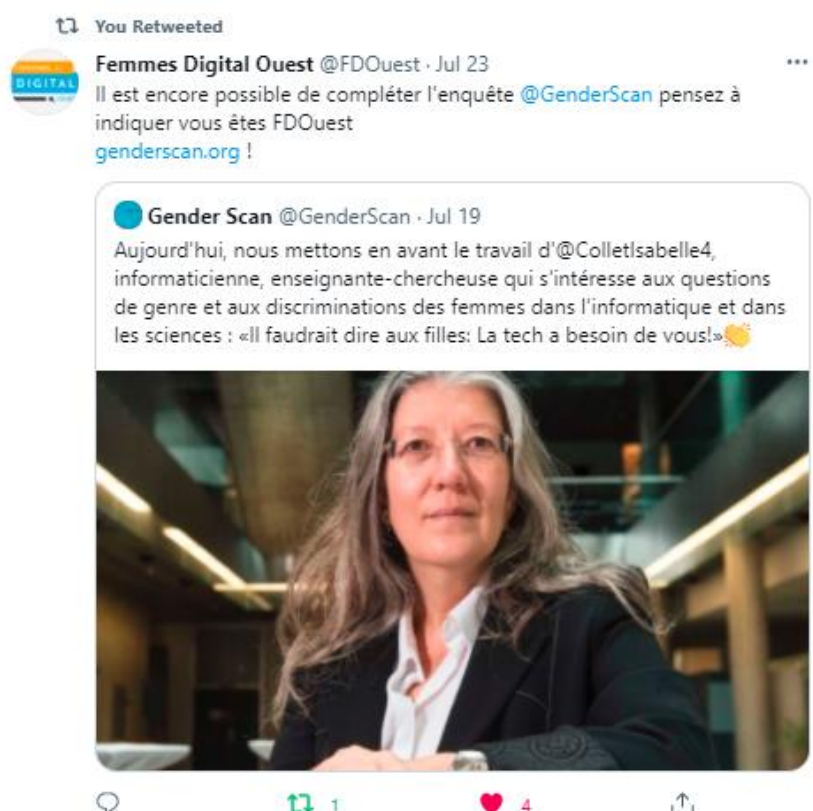 You Retweeted
Femmes Digital Ouest @FDOuest · Jul 23
Il est encore possible de compléter l'enquête @GenderScan pensez à
indiquer vous êtes FDOuest
genderscan.org !
DIGITAL
Gender Scan @GenderScan · Jul 19
Aujourd'hui, nous mettons en avant le travail d'@ColletIsabelle4,
informaticienne, enseignante-chercheuse qui s'intéresse aux questions
de genre et aux discriminations des femmes dans l'informatique et dans
les sciences : «Il faudrait dire aux filles: La tech a besoin de vous!»👏
1
4